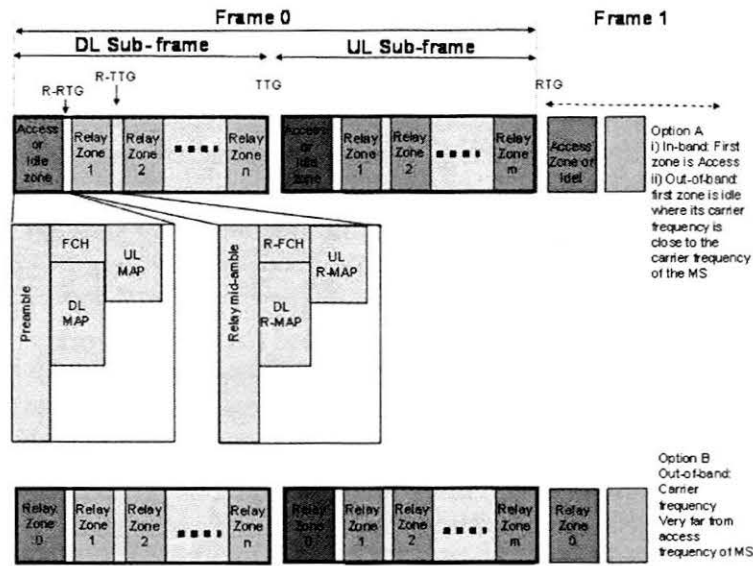 Frame 0
Frame 1
DL Sub-frame
UL Sub-frame
R-RTG
R-TTG
TTG
RTG
Access or Idle zone
Relay Zone 1
Relay Zone 2
Relay Zone n
Access or Idle zone
Relay Zone 1
Relay Zone 2
Relay Zone m
Access Zone or Idel
Option A
i) In-band: First
zone is Access
ii) Out-of-band:
first zone is idle
where its carrier
frequency is
close to the
carrier frequency
of the MS
Preamble
FCH
DL
MAP
UL
MAP
Relay mid-amble
R-FCH
DL
R-MAP
UL
R-MAP
Relay Zone 0
Relay Zone 1
Relay Zone 2
Relay Zone n
Relay Zone 0
Relay Zone 1
Relay Zone 2
Relay Zone m
Relay Zone 0
Option B
Out-of-band:
Carrier
frequency
Very far from
access
frequency of MS